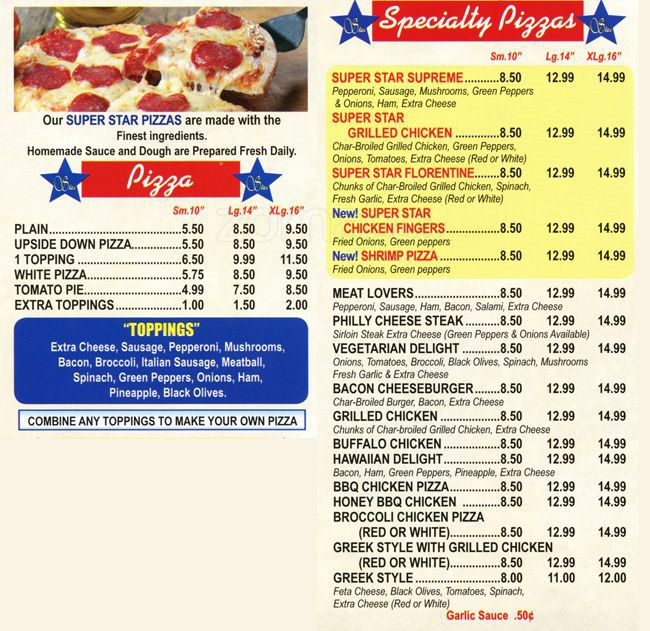 Our SUPER STAR PIZZAS are made with the
Finest ingredients.
Homemade Sauce and Dough are Prepared Fresh Daily.
Pizza
Sm.10" Lg.14" XLg.16"
PLAIN..............................5.50 8.50 9.50
UPSIDE DOWN PIZZA............5.50 8.50 9.50
1 TOPPING .......................6.50 9.99 11.50
WHITE PIZZA.....................5.75 8.50 9.50
TOMATO PIE......................4.99 7.50 8.50
EXTRA TOPPINGS ................1.00 1.50 2.00
"TOPPINGS"
Extra Cheese, Sausage, Pepperoni, Mushrooms,
Bacon, Broccoli, Italian Sausage, Meatball,
Spinach, Green Peppers, Onions, Ham,
Pineapple, Black Olives.
COMBINE ANY TOPPINGS TO MAKE YOUR OWN PIZZA
Specialty Pizzas
Sm.10" Lg.14" XLg.16"
SUPER STAR SUPREME..........8.50 12.99 14.99
Pepperoni, Sausage, Mushrooms, Green Peppers
& Onions, Ham, Extra Cheese
SUPER STAR
GRILLED CHICKEN .............8.50 12.99 14.99
Char-Broiled Grilled Chicken, Green Peppers,
Onions, Tomatoes, Extra Cheese (Red or White)
SUPER STAR FLORENTINE........8.50 12.99 14.99
Chunks of Char-Broiled Grilled Chicken, Spinach,
Fresh Garlic, Extra Cheese (Red or White)
New! SUPER STAR
CHICKEN FINGERS..............8.50 12.99 14.99
Fried Onions, Green peppers
New! SHRIMP PIZZA................8.50 12.99 14.99
Fried Onions, Green peppers
MEAT LOVERS......................8.50 12.99 14.99
Pepperoni, Sausage, Ham, Bacon, Salami, Extra Cheese
PHILLY CHEESE STEAK .........8.50 12.99 14.99
Sirloin Steak Extra Cheese (Green Peppers & Onions Available)
VEGETARIAN DELIGHT ..........8.50 12.99 14.99
Onions, Tomatoes, Broccoli, Black Olives, Spinach, Mushrooms
Fresh Garlic & Extra Cheese
BACON CHEESEBURGER.......8.50 12.99 14.99
Char-Broiled Burger, Bacon, Extra Cheese
GRILLED CHICKEN ...............8.50 12.99 14.99
Chunks of Char-broiled Grilled Chicken, Extra Cheese
BUFFALO CHICKEN ..............8.50 12.99 14.99
HAWAIIAN DELIGHT..............8.50 12.99 14.99
Bacon, Ham, Green Peppers, Pineapple, Extra Cheese
BBQ CHICKEN PIZZA.............8.50 12.99 14.99
HONEY BBQ CHICKEN ..........8.50 12.99 14.99
BROCCOLI CHICKEN PIZZA
(RED OR WHITE).................8.50 12.99 14.99
GREEK STYLE WITH GRILLED CHICKEN
(RED OR WHITE).................8.50 12.99 14.99
GREEK STYLE .....................8.00 11.00 12.00
Feta Cheese, Black Olives, Tomatoes, Spinach,
Extra Cheese (Red or White)
Garlic Sauce .50¢